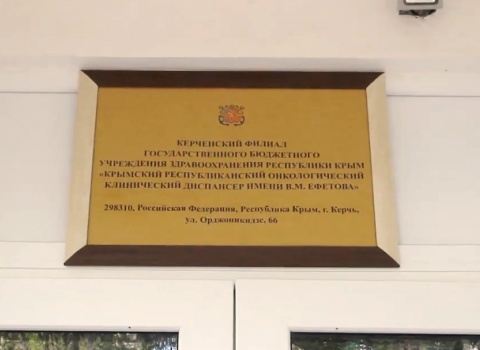 КЕРЧЕНСКИЙ ФИЛИАЛ
ГОСУДАРСТВЕННОГО БЮДЖЕТНОГО
УЧРЕЖДЕНИЯ ЗДРАВООХРАНЕНИЯ РЕСПУБЛИКИ КРЫМ
«КРЫМСКИЙ РЕСПУБЛИКАНСКИЙ ОНКОЛОГИЧЕСКИЙ
КЛИНИЧЕСКИЙ ДИСПАНСЕР ИМЕНИ В.М. ЕФЕТОВА»
298310, Российская Федерация, Республика Крым, г. Керчь,
ул. Орджоникидзе, 66